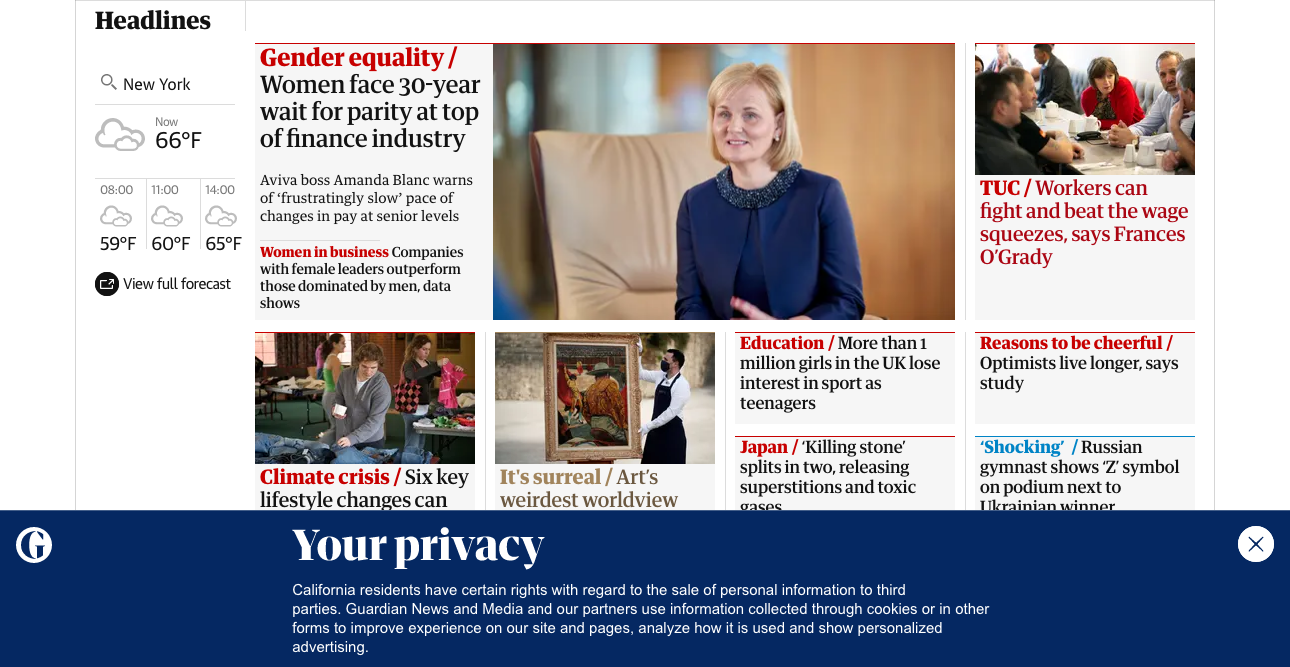 Headlines
New York
Now
66°F
08:00
11:00
14:00
59°F
60°F
65°F
View full forecast
Gender equality /
Women face 30-year
wait for parity at top
of finance industry
Aviva boss Amanda Blanc warns
of ‘frustratingly slow’ pace of
changes in pay at senior levels
Women in business Companies
with female leaders outperform
those dominated by men, data
shows
TUC / Workers can
fight and beat the wage
squeezes, says Frances
O’Grady
Climate crisis / Six key
lifestyle changes can
It's surreal / Art’s
weirdest worldview
Education / More than 1
million girls in the UK lose
interest in sport as
teenagers
Japan / ‘Killing stone’
splits in two, releasing
superstitions and toxic
gases
Reasons to be cheerful /
Optimists live longer, says
study
‘Shocking’ / Russian
gymnast shows ‘Z’ symbol
on podium next to
Ukrainian winner
G
Your privacy
California residents have certain rights with regard to the sale of personal information to third
parties. Guardian News and Media and our partners use information collected through cookies or in other
forms to improve experience on our site and pages, analyze how it is used and show personalized
advertising.